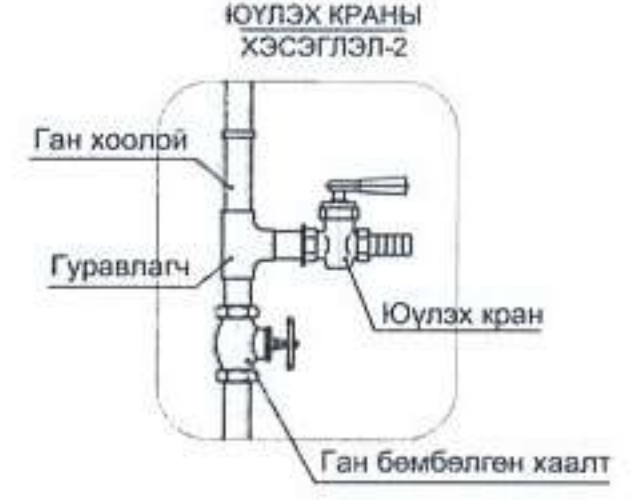 ЮҮЛЭХ КРАНЫ
ХЭСЭГЛЭЛ-2
Ган хоолой
Гуравлагч
Юүлэх кран
Ган бөмбөлгөн хаалт